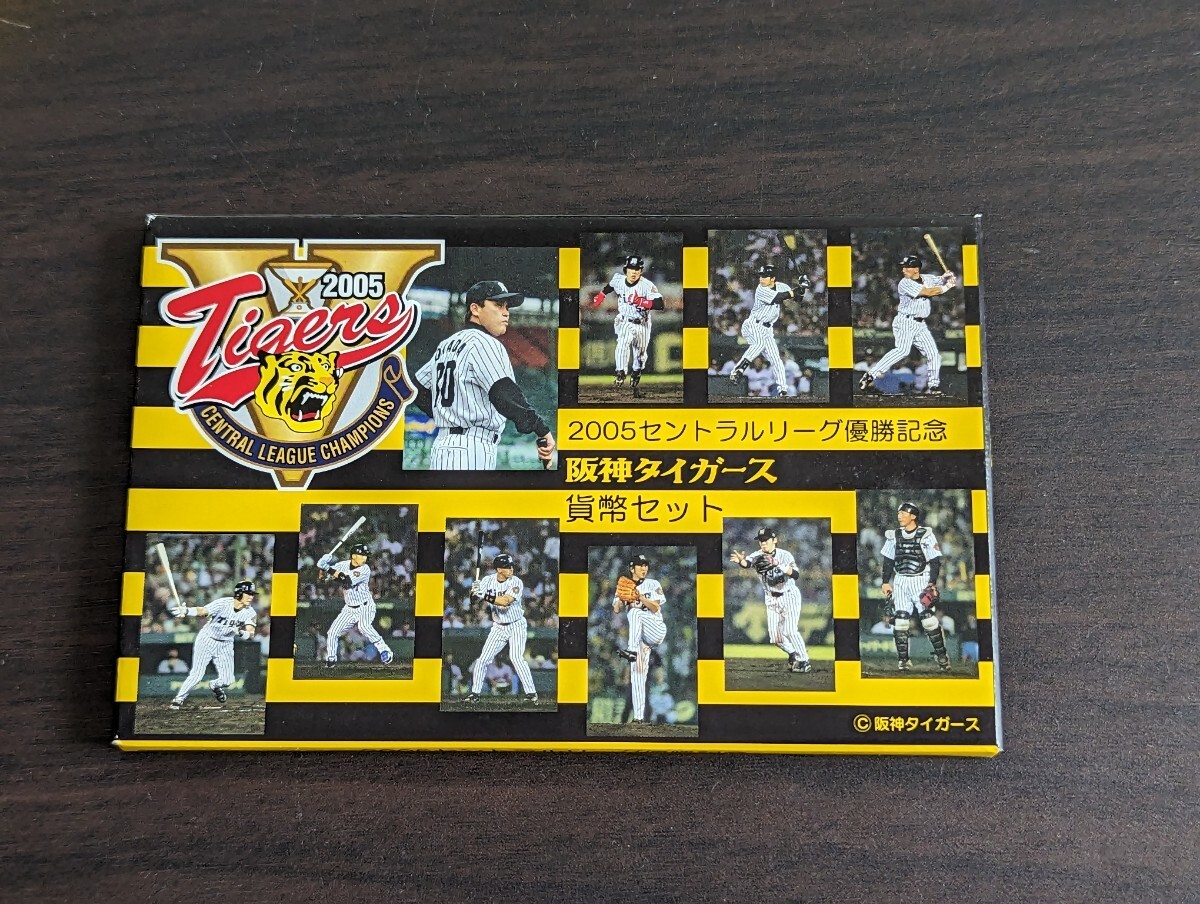 2005
Tigers
CENTRAL LEAGUE CHAMPIONS
2005セントラルリーグ優勝記念
阪神タイガース
貨幣セット
©阪神タイガース